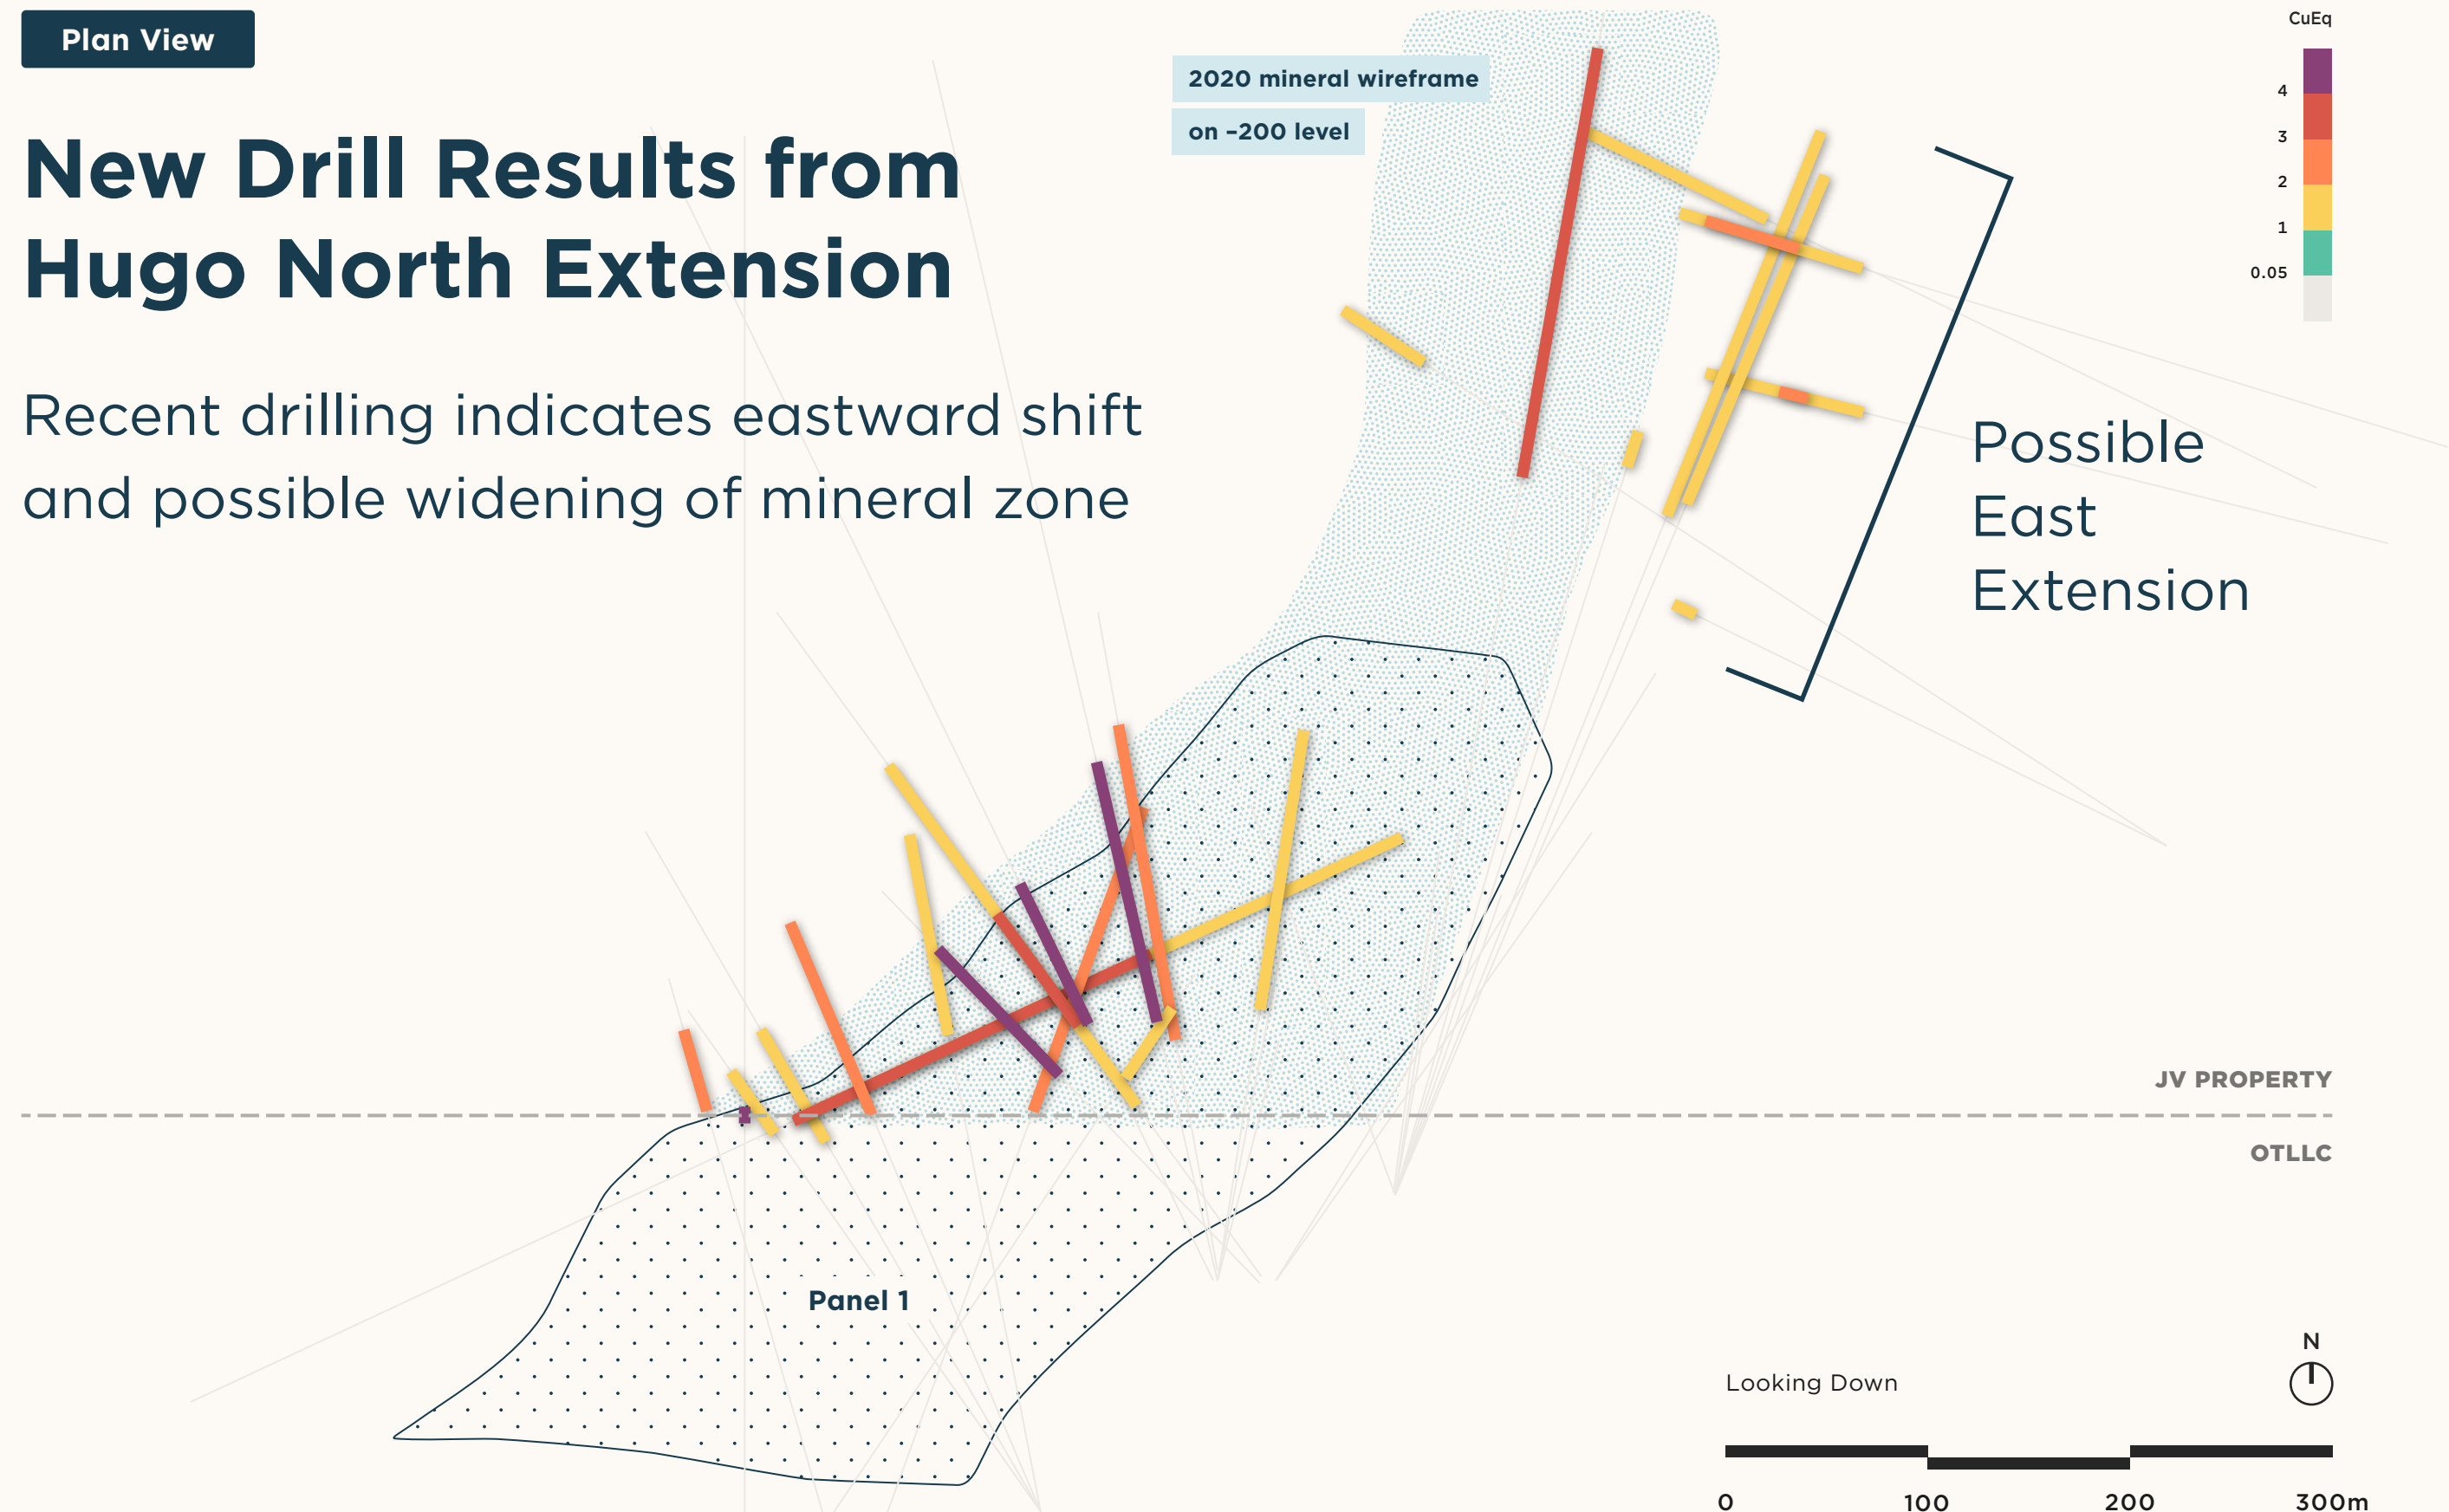 Plan View
New Drill Results from
Hugo North Extension
Recent drilling indicates eastward shift
and possible widening of mineral zone
2020 mineral wireframe
on –200 level
CuEq
4
3
2
1
0.05
Possible
East
Extension
JV PROPERTY
OTLLC
Panel 1
Looking Down
N
0 100 200 300m